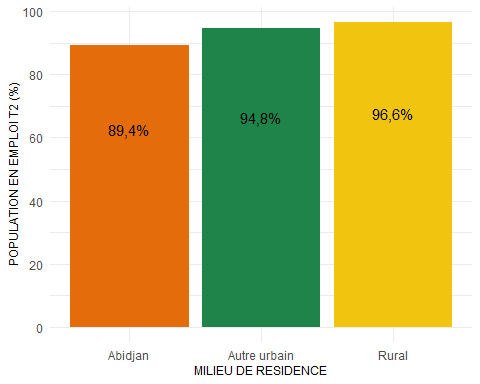 POPULATION EN EMPLOI T2 (%)
100
80
60
40
20
0
89,4%
94,8%
96,6%
Abidjan
Autre urbain
Rural
MILIEU DE RESIDENCE